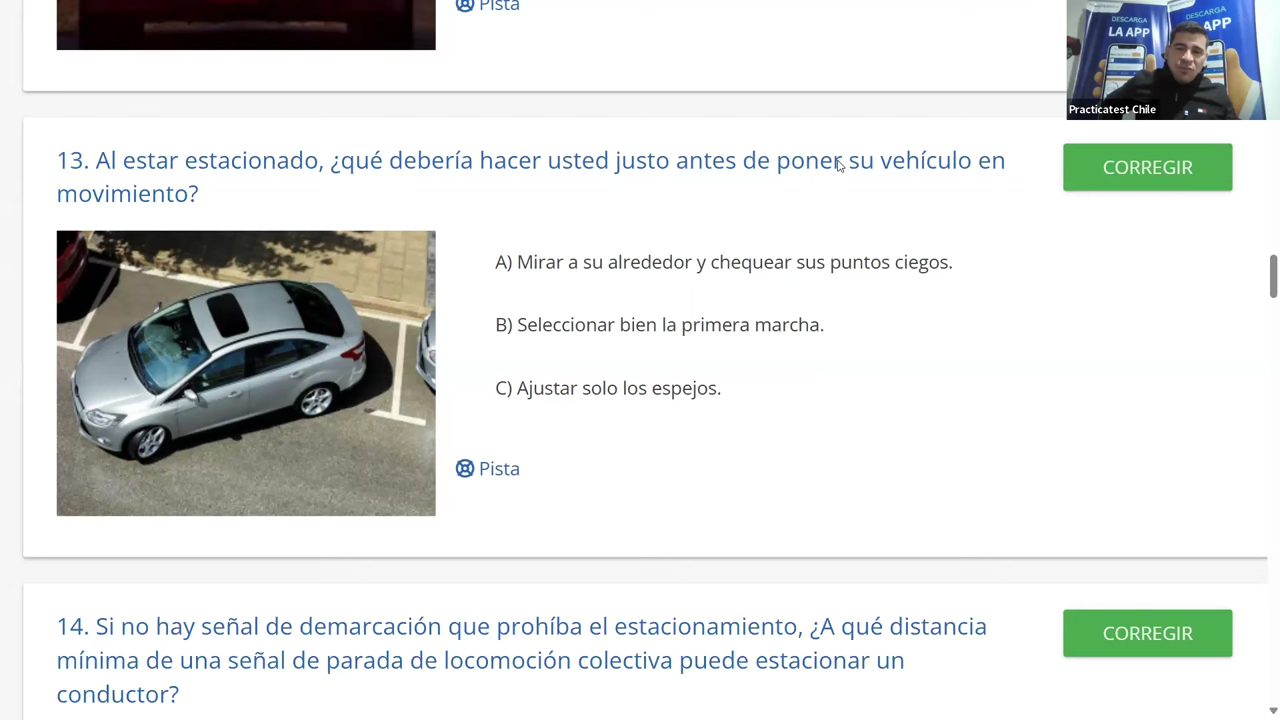 Pista
DESCARGA
LA APP
DESCARGA
APP
Practicatest Chile
13. Al estar estacionado, ¿qué debería hacer usted justo antes de poner su vehículo en
movimiento?
CORREGIR
A) Mirar a su alrededor y chequear sus puntos ciegos.
B) Seleccionar bien la primera marcha.
C) Ajustar solo los espejos.
Pista
14. Si no hay señal de demarcación que prohíba el estacionamiento, ¿A qué distancia
mínima de una señal de parada de locomoción colectiva puede estacionar un
conductor?
CORREGIR